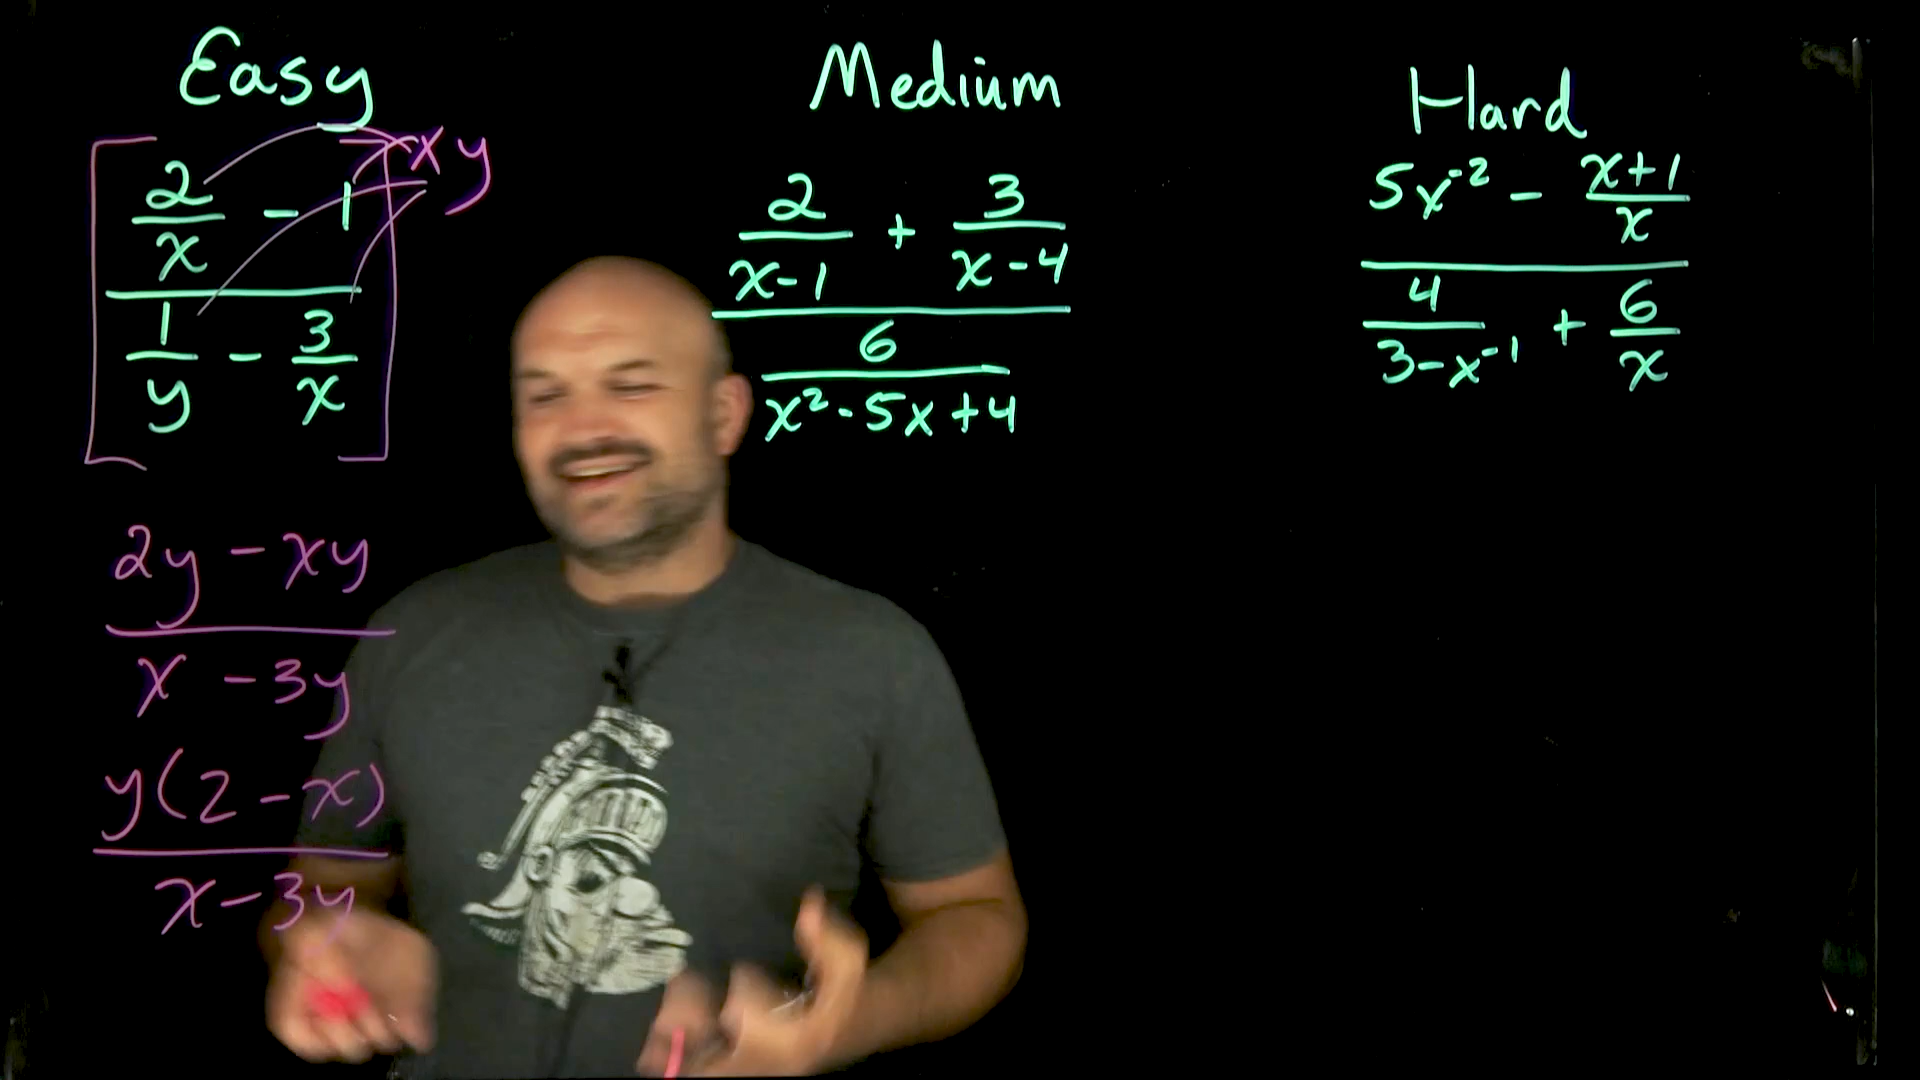 Easy
xy
2/x - 1
1/y - 3/x
2y - xy
x - 3y
y(2 - x)
x - 3y
Medium
2/(x-1) + 3/(x-4)
6
x² - 5x + 4
Hard
5x⁻² - (x+1)/x
4/(3-x⁻¹) + 6/x